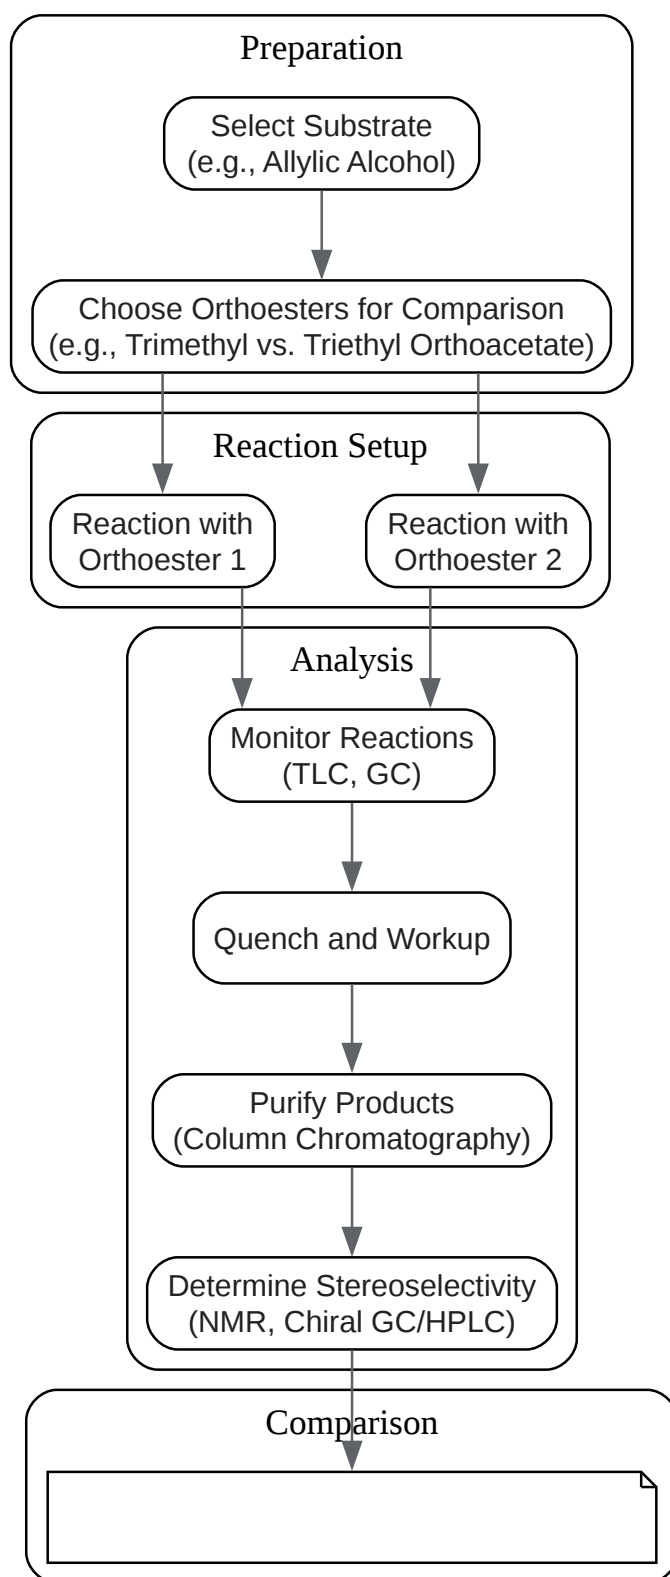 Preparation
Select Substrate
(e.g., Allylic Alcohol)
Choose Orthoesters for Comparison
(e.g., Trimethyl vs. Triethyl Orthoacetate)
Reaction Setup
Reaction with
Orthoester 1
Reaction with
Orthoester 2
Analysis
Monitor Reactions
(TLC, GC)
Quench and Workup
Purify Products
(Column Chromatography)
Determine Stereoselectivity
(NMR, Chiral GC/HPLC)
Comparison